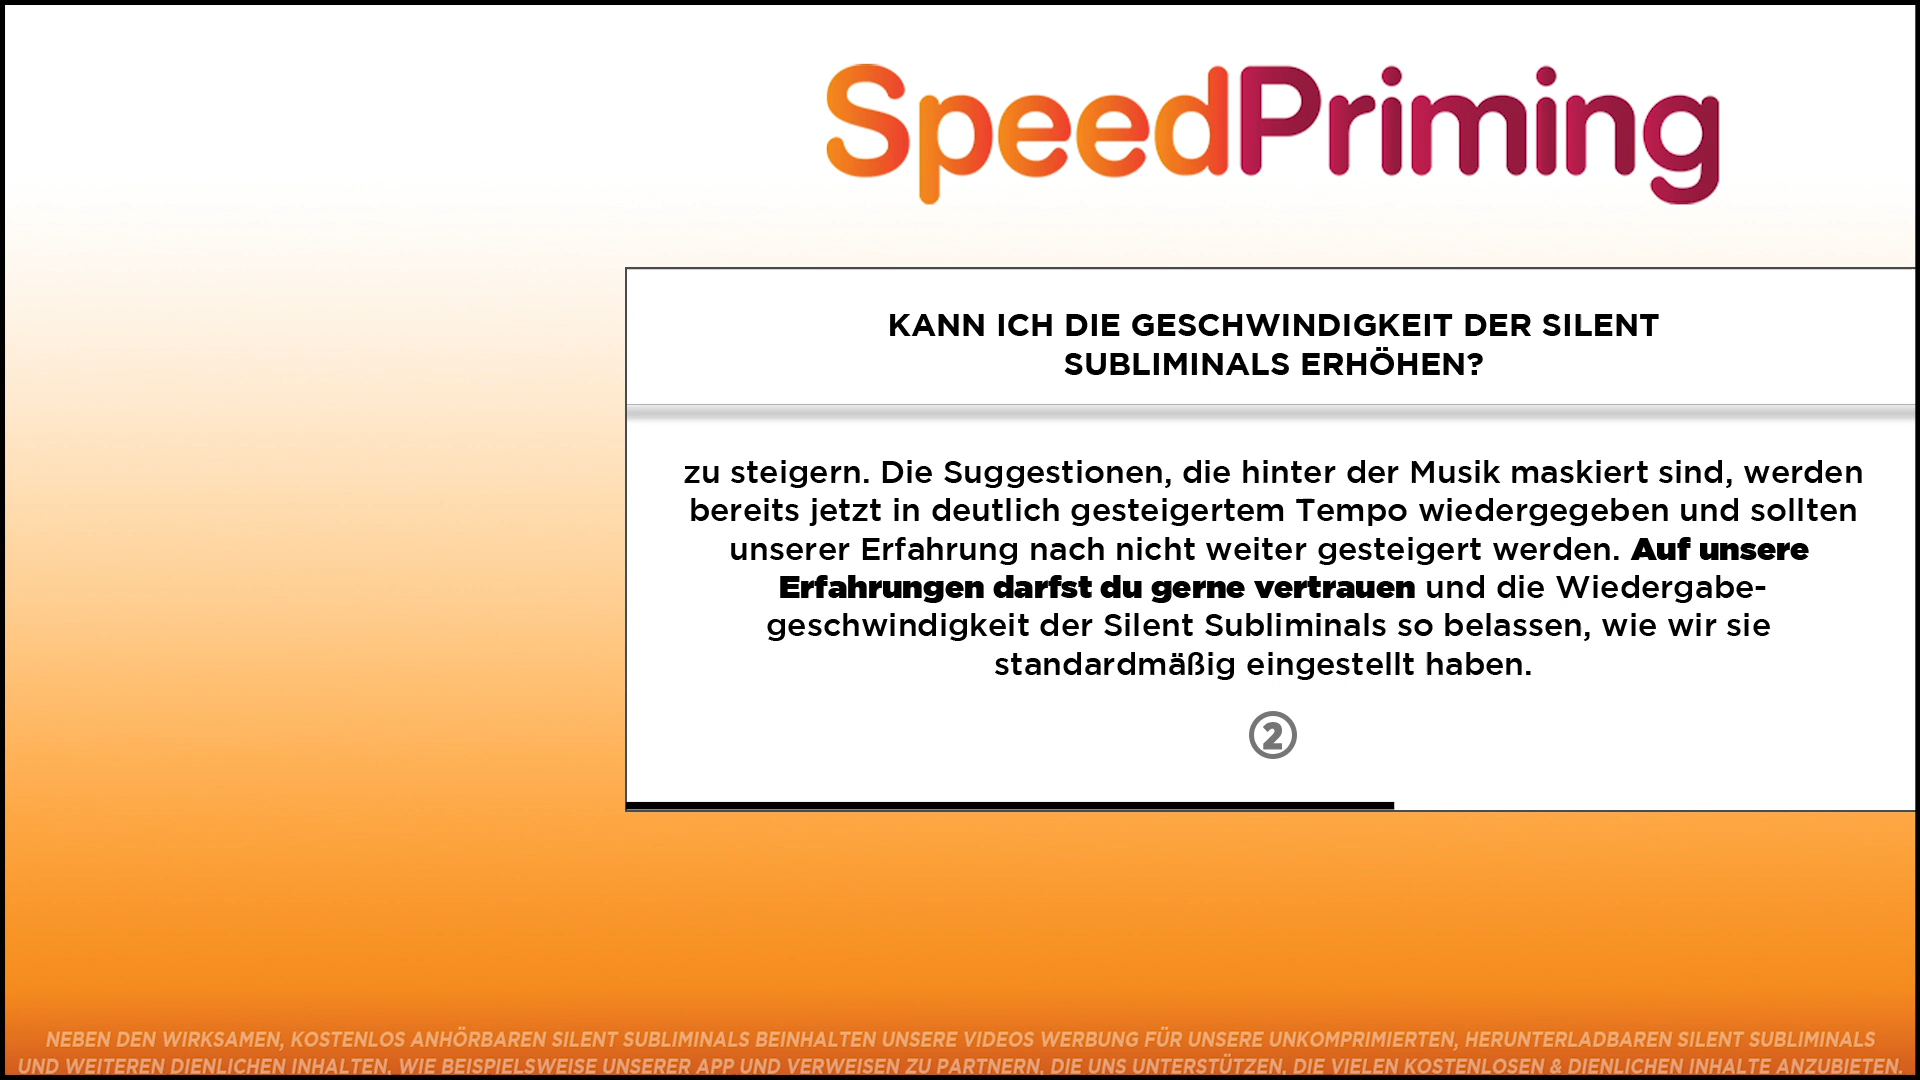 SpeedPriming
KANN ICH DIE GESCHWINDIGKEIT DER SILENT
SUBLIMINALS ERHÖHEN?
zu steigern. Die Suggestionen, die hinter der Musik maskiert sind, werden
bereits jetzt in deutlich gesteigertem Tempo wiedergegeben und sollten
unserer Erfahrung nach nicht weiter gesteigert werden. Auf unsere
Erfahrungen darfst du gerne vertrauen und die Wiedergabe-
geschwindigkeit der Silent Subliminals so belassen, wie wir sie
standardmäßig eingestellt haben.
2
NEBEN DEN WIRKSAMEN, KOSTENLOS ANHÖRBAREN SILENT SUBLIMINALS BEINHALTEN UNSERE VIDEOS WERBUNG FÜR UNSERE UNKOMPRIMIERTEN, HERUNTERLADBAREN SILENT SUBLIMINALS
UND WEITEREN DIENLICHEN INHALTEN, WIE BEISPIELSWEISE UNSERER APP UND VERWEISEN ZU PARTNERN, DIE UNS UNTERSTÜTZEN, DIE VIELEN KOSTENLOSEN & DIENLICHEN INHALTE ANZUBIETEN.